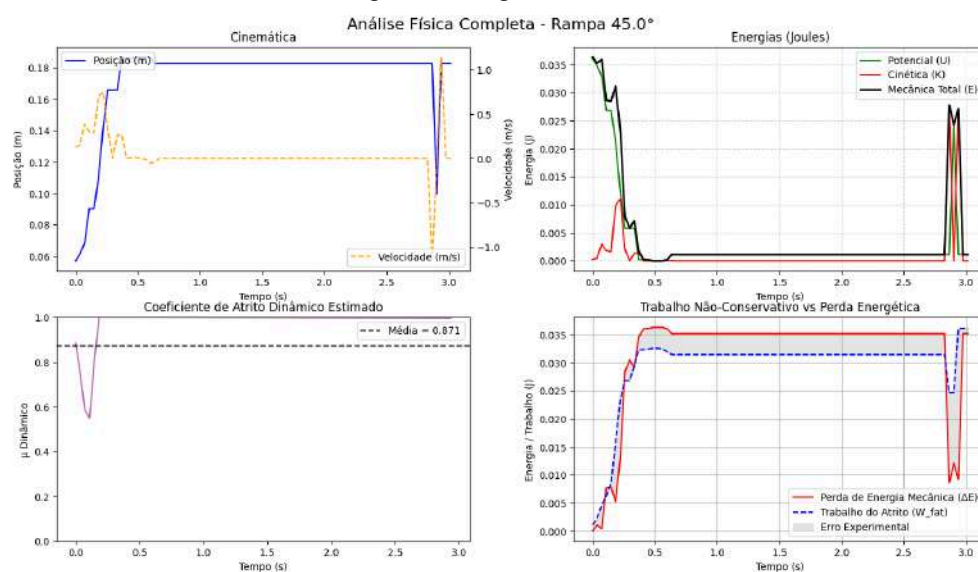 Análise Física Completa - Rampa 45.0°
Cinemática
Posição (m)
Velocidade (m/s)
0.18
0.16
0.14
0.12
0.10
0.08
0.06
Posição (m)
1.0
0.5
0.0
−0.5
−1.0
Velocidade (m/s)
0.0 0.5 1.0 1.5 2.0 2.5 3.0
Tempo (s)
Energias (Joules)
Potencial (U)
Cinética (K)
Mecânica Total (E)
0.035
0.030
0.025
0.020
0.015
0.010
0.005
0.000
Energia (J)
0.0 0.5 1.0 1.5 2.0 2.5 3.0
Tempo (s)
Coeficiente de Atrito Dinâmico Estimado
Média = 0.871
1.0
0.8
0.6
0.4
0.2
0.0
μ Dinâmico
0.0 0.5 1.0 1.5 2.0 2.5 3.0
Tempo (s)
Trabalho Não-Conservativo vs Perda Energética
0.035
0.030
0.025
0.020
0.015
0.010
0.005
0.000
Energia / Trabalho (J)
Perda de Energia Mecânica (ΔE)
Trabalho do Atrito (W_fat)
Erro Experimental
0.0 0.5 1.0 1.5 2.0 2.5 3.0
Tempo (s)